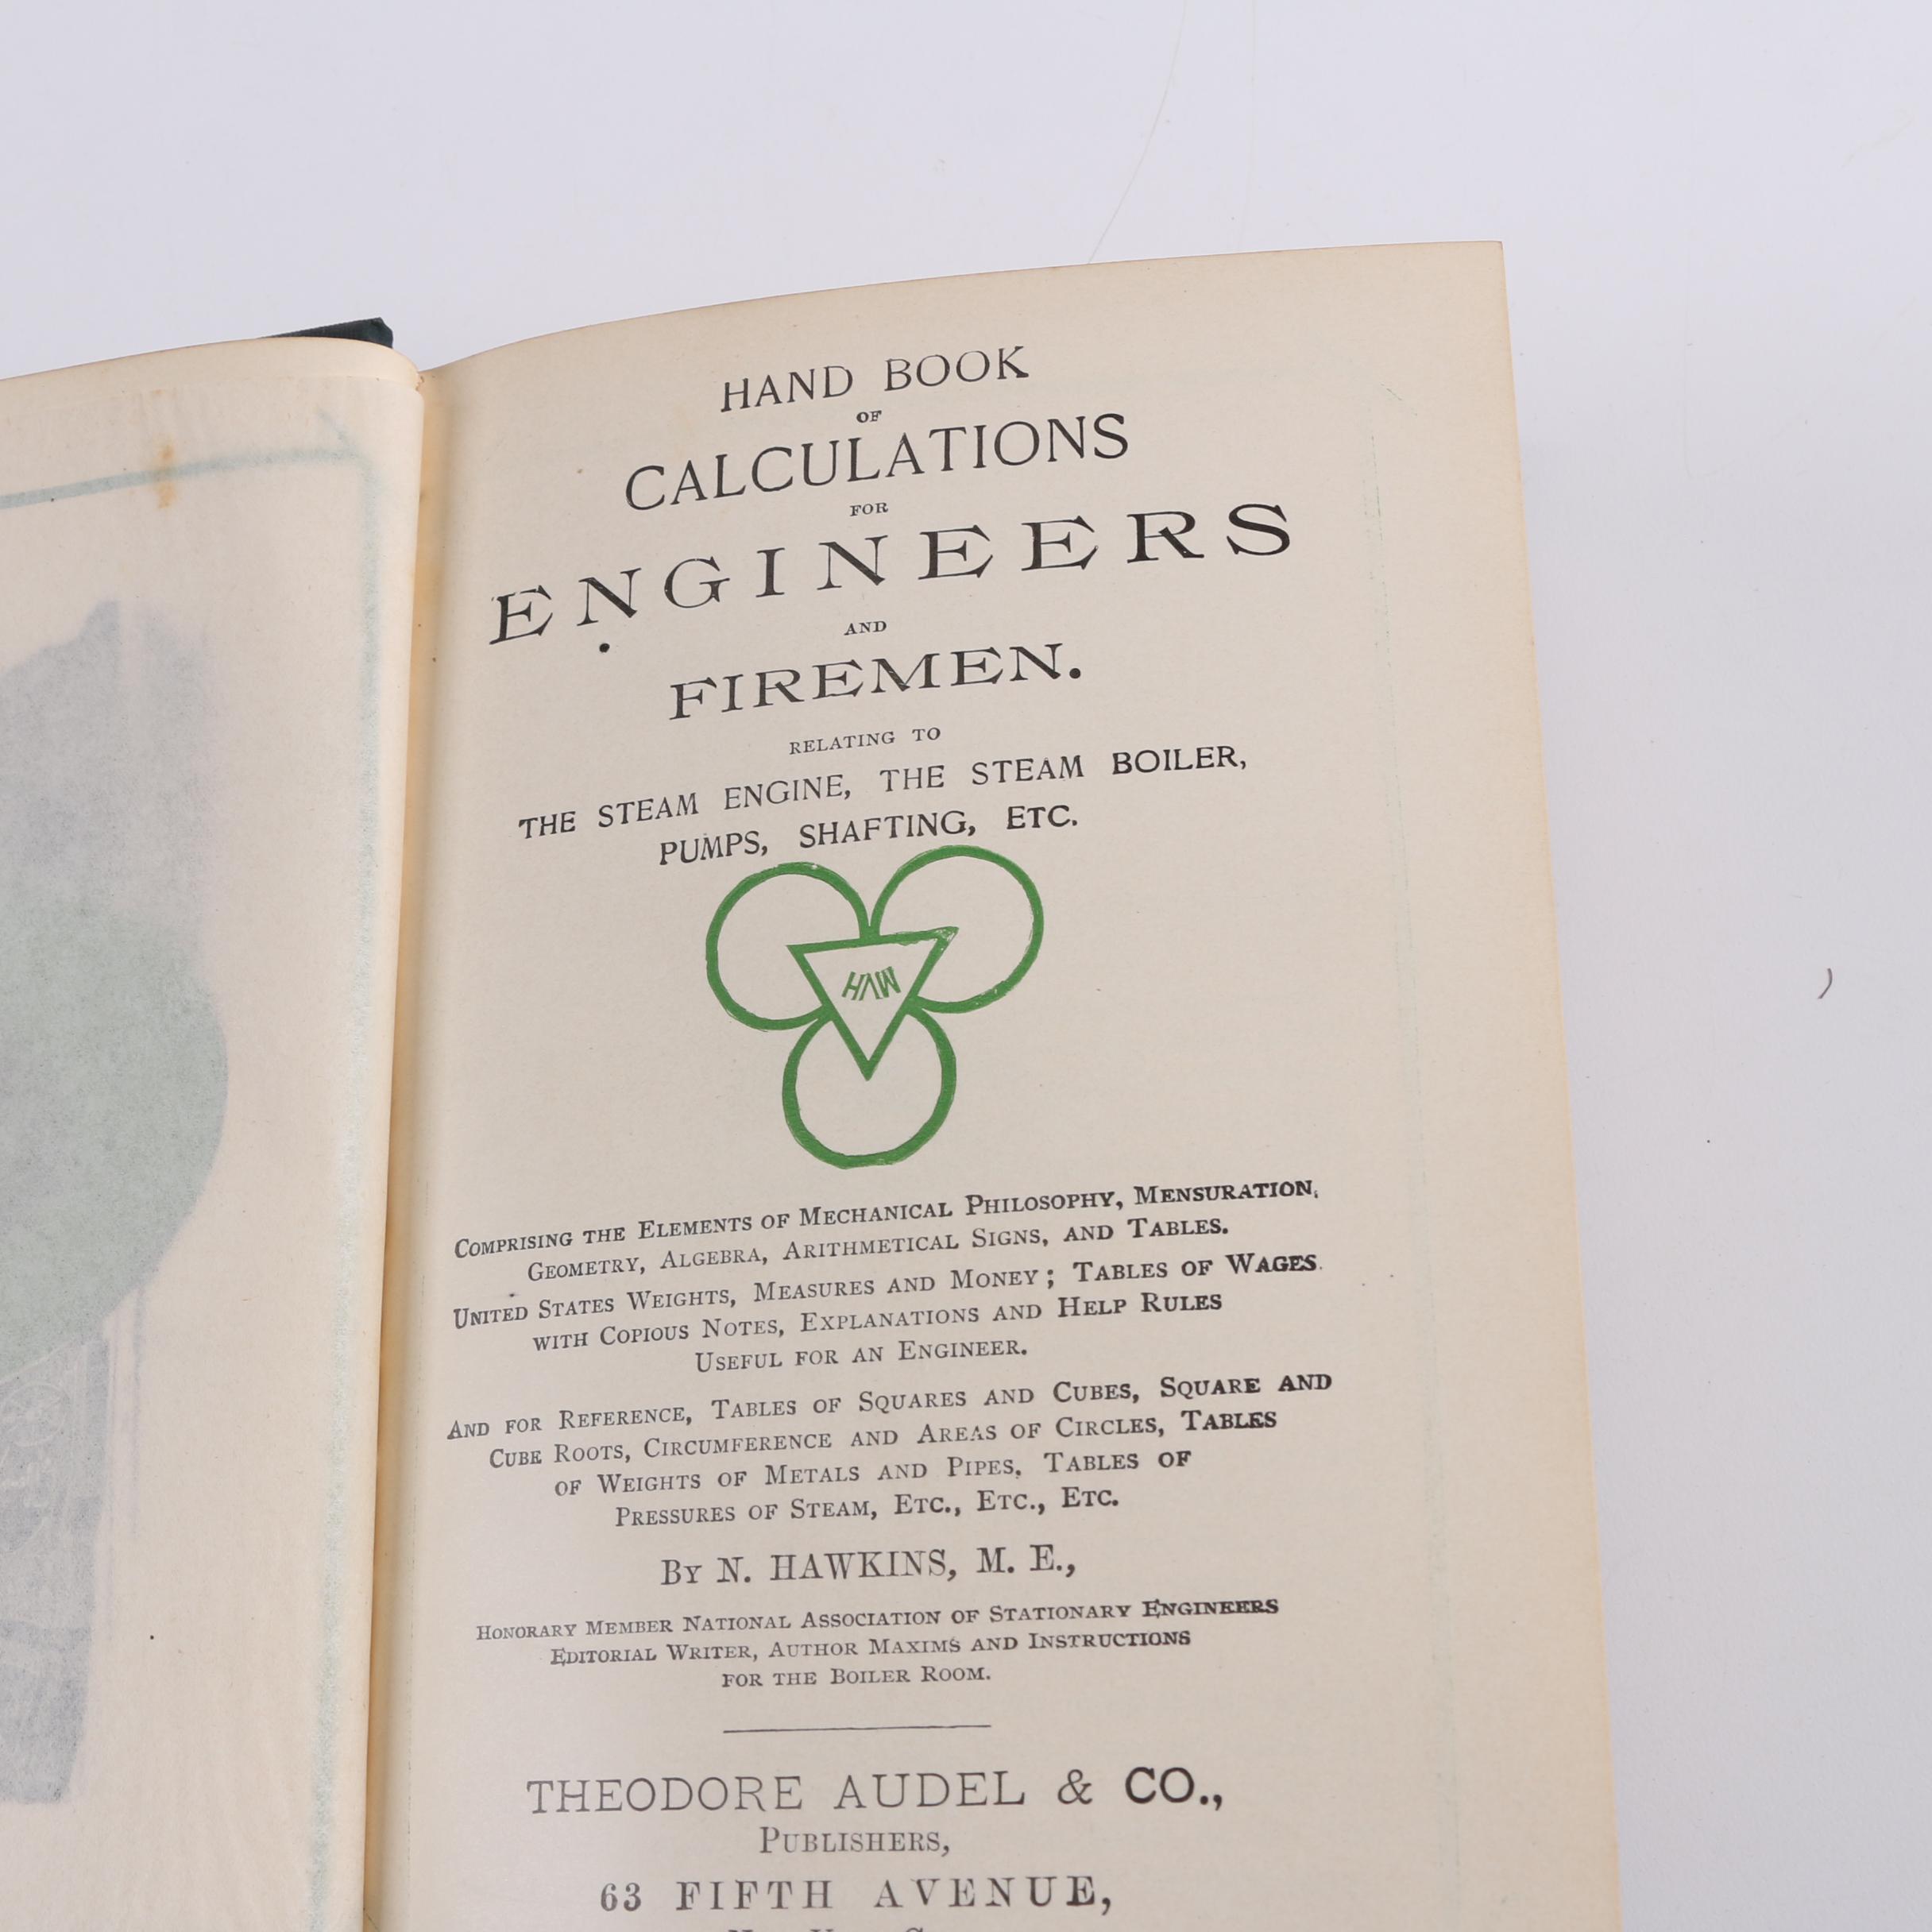 HAND BOOK
OF
CALCULATIONS
FOR
ENGINEERS
AND
FIREMEN.
RELATING TO
THE STEAM ENGINE, THE STEAM BOILER,
PUMPS, SHAFTING, ETC.
COMPRISING THE ELEMENTS OF MECHANICAL PHILOSOPHY, MENSURATION,
GEOMETRY, ALGEBRA, ARITHMETICAL SIGNS, AND TABLES.
UNITED STATES WEIGHTS, MEASURES AND MONEY; TABLES OF WAGES
WITH COPIOUS NOTES, EXPLANATIONS AND HELP RULES
USEFUL FOR AN ENGINEER.
AND FOR REFERENCE, TABLES OF SQUARES AND CUBES, SQUARE AND
CUBE ROOTS, CIRCUMFERENCE AND AREAS OF CIRCLES, TABLES
OF WEIGHTS OF METALS AND PIPES, TABLES OF
PRESSURES OF STEAM, ETC., ETC., ETC.
BY N. HAWKINS, M. E.,
HONORARY MEMBER NATIONAL ASSOCIATION OF STATIONARY ENGINEERS
EDITORIAL WRITER, AUTHOR MAXIMS AND INSTRUCTIONS
FOR THE BOILER ROOM.
THEODORE AUDEL & CO.,
PUBLISHERS,
63 FIFTH AVENUE,